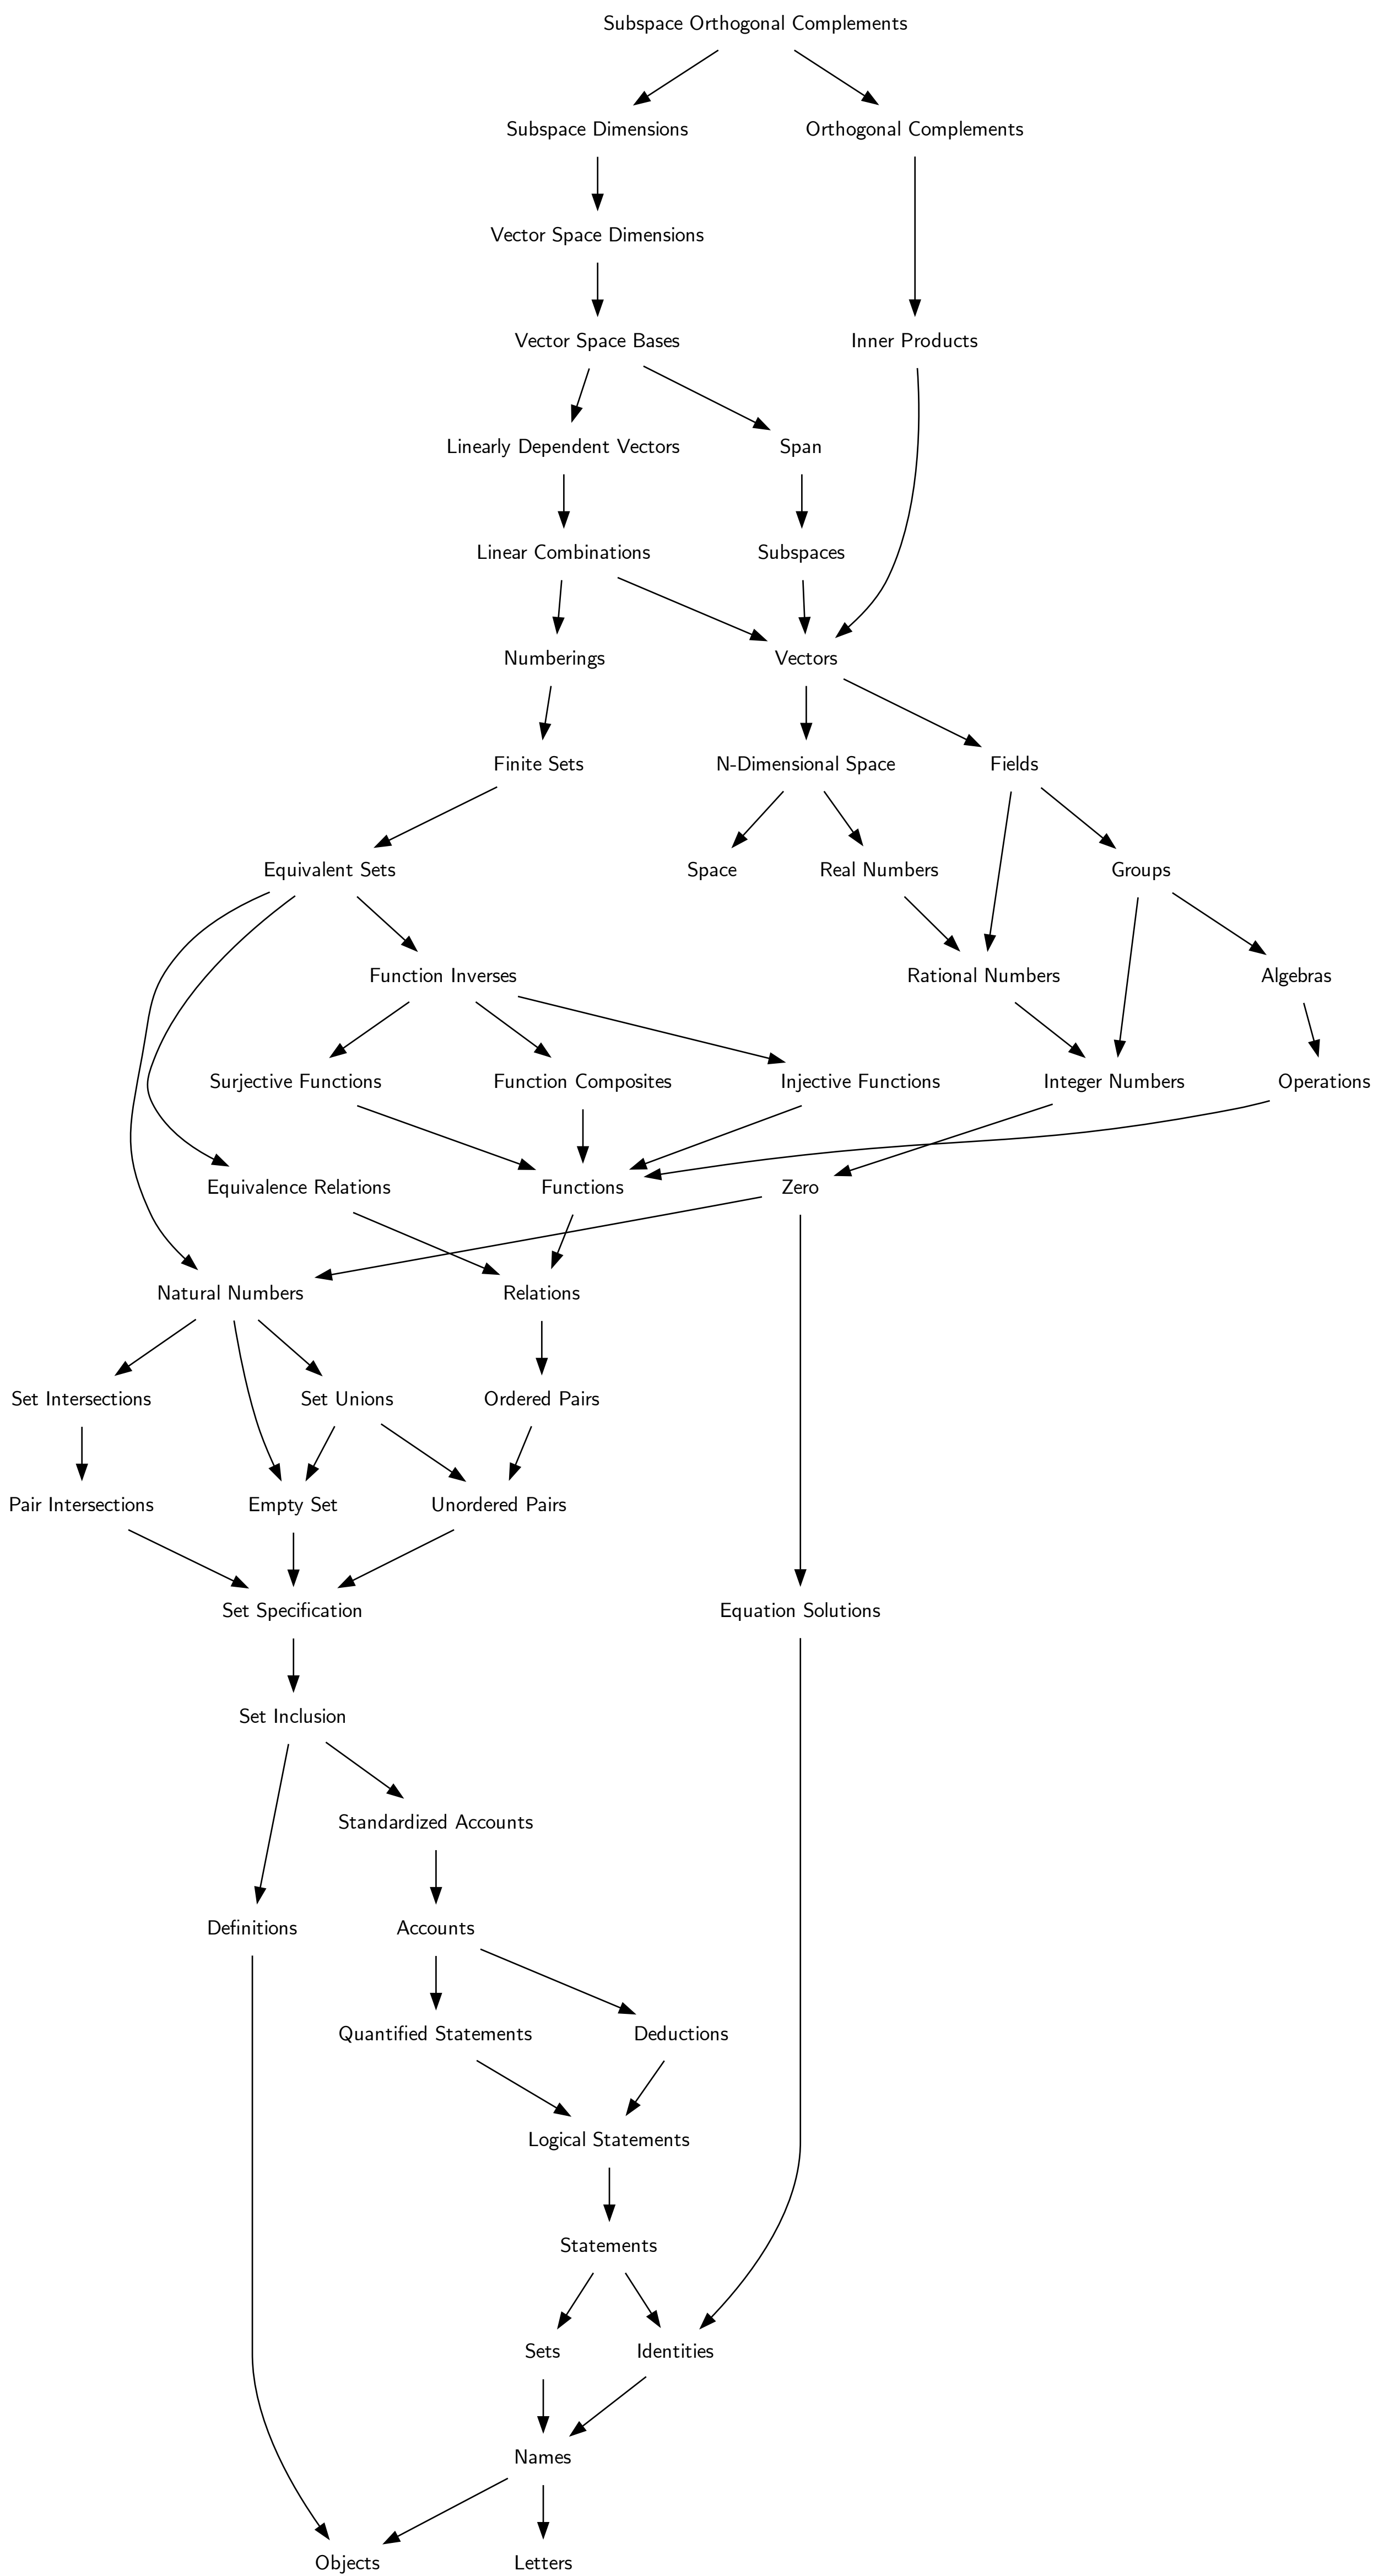 Subspace Orthogonal Complements
Subspace Dimensions
Orthogonal Complements
Vector Space Dimensions
Vector Space Bases
Inner Products
Linearly Dependent Vectors
Span
Linear Combinations
Subspaces
Numberings
Vectors
Finite Sets
N-Dimensional Space
Fields
Equivalent Sets
Space
Real Numbers
Groups
Function Inverses
Rational Numbers
Algebras
Surjective Functions
Function Composites
Injective Functions
Integer Numbers
Operations
Equivalence Relations
Functions
Zero
Natural Numbers
Relations
Set Intersections
Set Unions
Ordered Pairs
Pair Intersections
Empty Set
Unordered Pairs
Set Specification
Equation Solutions
Set Inclusion
Standardized Accounts
Definitions
Accounts
Quantified Statements
Deductions
Logical Statements
Statements
Sets
Identities
Names
Objects
Letters